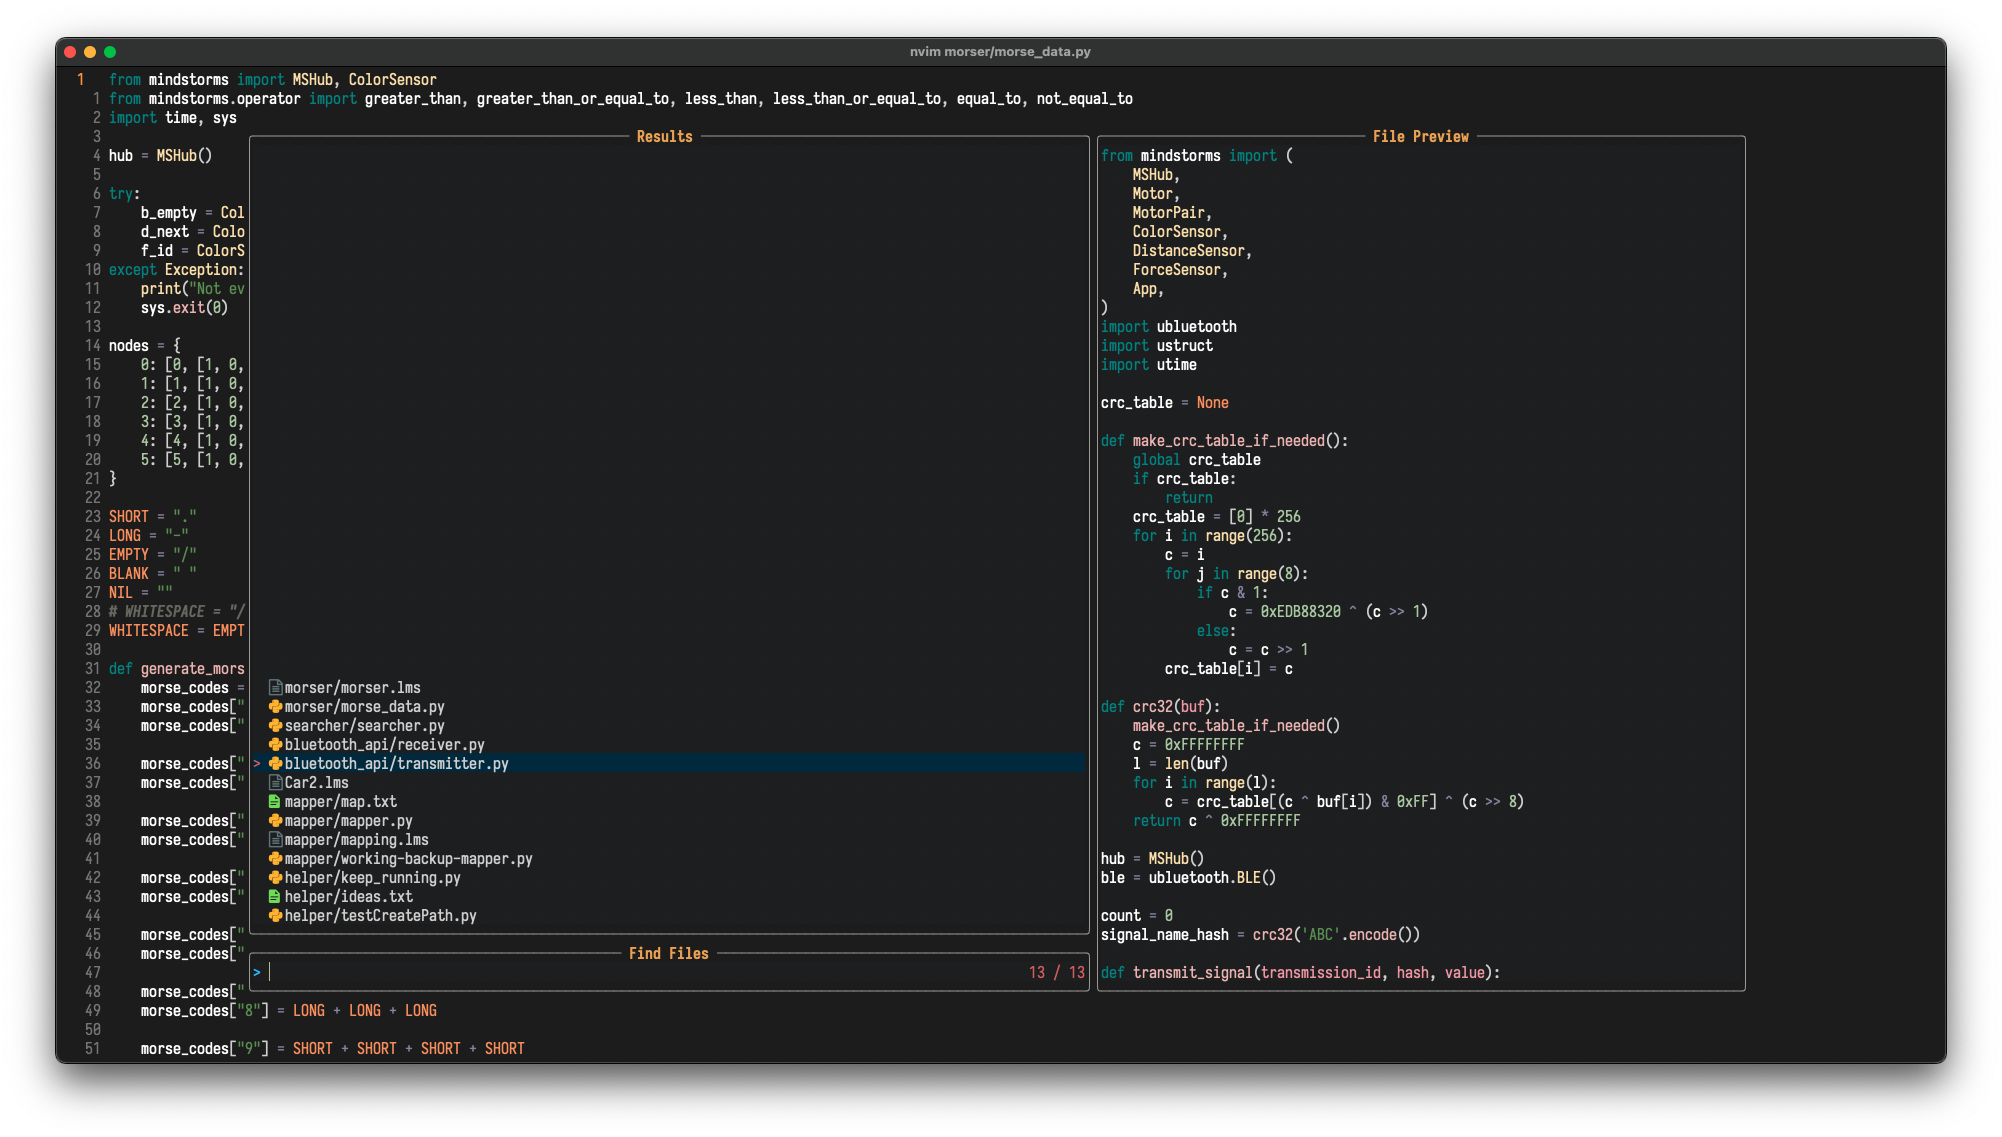 nvim morser/morse_data.py
1 from mindstorms import MSHub, ColorSensor
1 from mindstorms.operator import greater_than, greater_than_or_equal_to, less_than, less_than_or_equal_to, equal_to, not_equal_to
2 import time, sys
3
4 hub = MSHub()
5
6 try:
7     b_empty = Col
8     d_next = Colo
9     f_id = ColorS
10 except Exception:
11     print("Not ev
12     sys.exit(0)
13
14 nodes = {
15     0: [0, [1, 0,
16     1: [1, [1, 0,
17     2: [2, [1, 0,
18     3: [3, [1, 0,
19     4: [4, [1, 0,
20     5: [5, [1, 0,
21 }
22
23 SHORT = "."
24 LONG = "-"
25 EMPTY = "/"
26 BLANK = " "
27 NIL = ""
28 # WHITESPACE = "/
29 WHITESPACE = EMPT
30
31 def generate_mors
32     morse_codes =
33     morse_codes["
34     morse_codes["
35
36     morse_codes["
37     morse_codes["
38
39     morse_codes["
40     morse_codes["
41
42     morse_codes["
43     morse_codes["
44
45     morse_codes["
46     morse_codes["
47
48     morse_codes["
49     morse_codes["8"] = LONG + LONG + LONG
50
51     morse_codes["9"] = SHORT + SHORT + SHORT + SHORT
Results
morser/morser.lms
morser/morse_data.py
searcher/searcher.py
bluetooth_api/receiver.py
> bluetooth_api/transmitter.py
Car2.lms
mapper/map.txt
mapper/mapper.py
mapper/mapping.lms
mapper/working-backup-mapper.py
helper/keep_running.py
helper/ideas.txt
helper/testCreatePath.py
Find Files
> 13 / 13
File Preview
from mindstorms import (
    MSHub,
    Motor,
    MotorPair,
    ColorSensor,
    DistanceSensor,
    ForceSensor,
    App,
)
import ubluetooth
import ustruct
import utime
crc_table = None
def make_crc_table_if_needed():
    global crc_table
    if crc_table:
        return
    crc_table = [0] * 256
    for i in range(256):
        c = i
        for j in range(8):
            if c & 1:
                c = 0xEDB88320 ^ (c >> 1)
            else:
                c = c >> 1
        crc_table[i] = c
def crc32(buf):
    make_crc_table_if_needed()
    c = 0xFFFFFFFF
    l = len(buf)
    for i in range(l):
        c = crc_table[(c ^ buf[i]) & 0xFF] ^ (c >> 8)
    return c ^ 0xFFFFFFFF
hub = MSHub()
ble = ubluetooth.BLE()
count = 0
signal_name_hash = crc32('ABC'.encode())
def transmit_signal(transmission_id, hash, value):